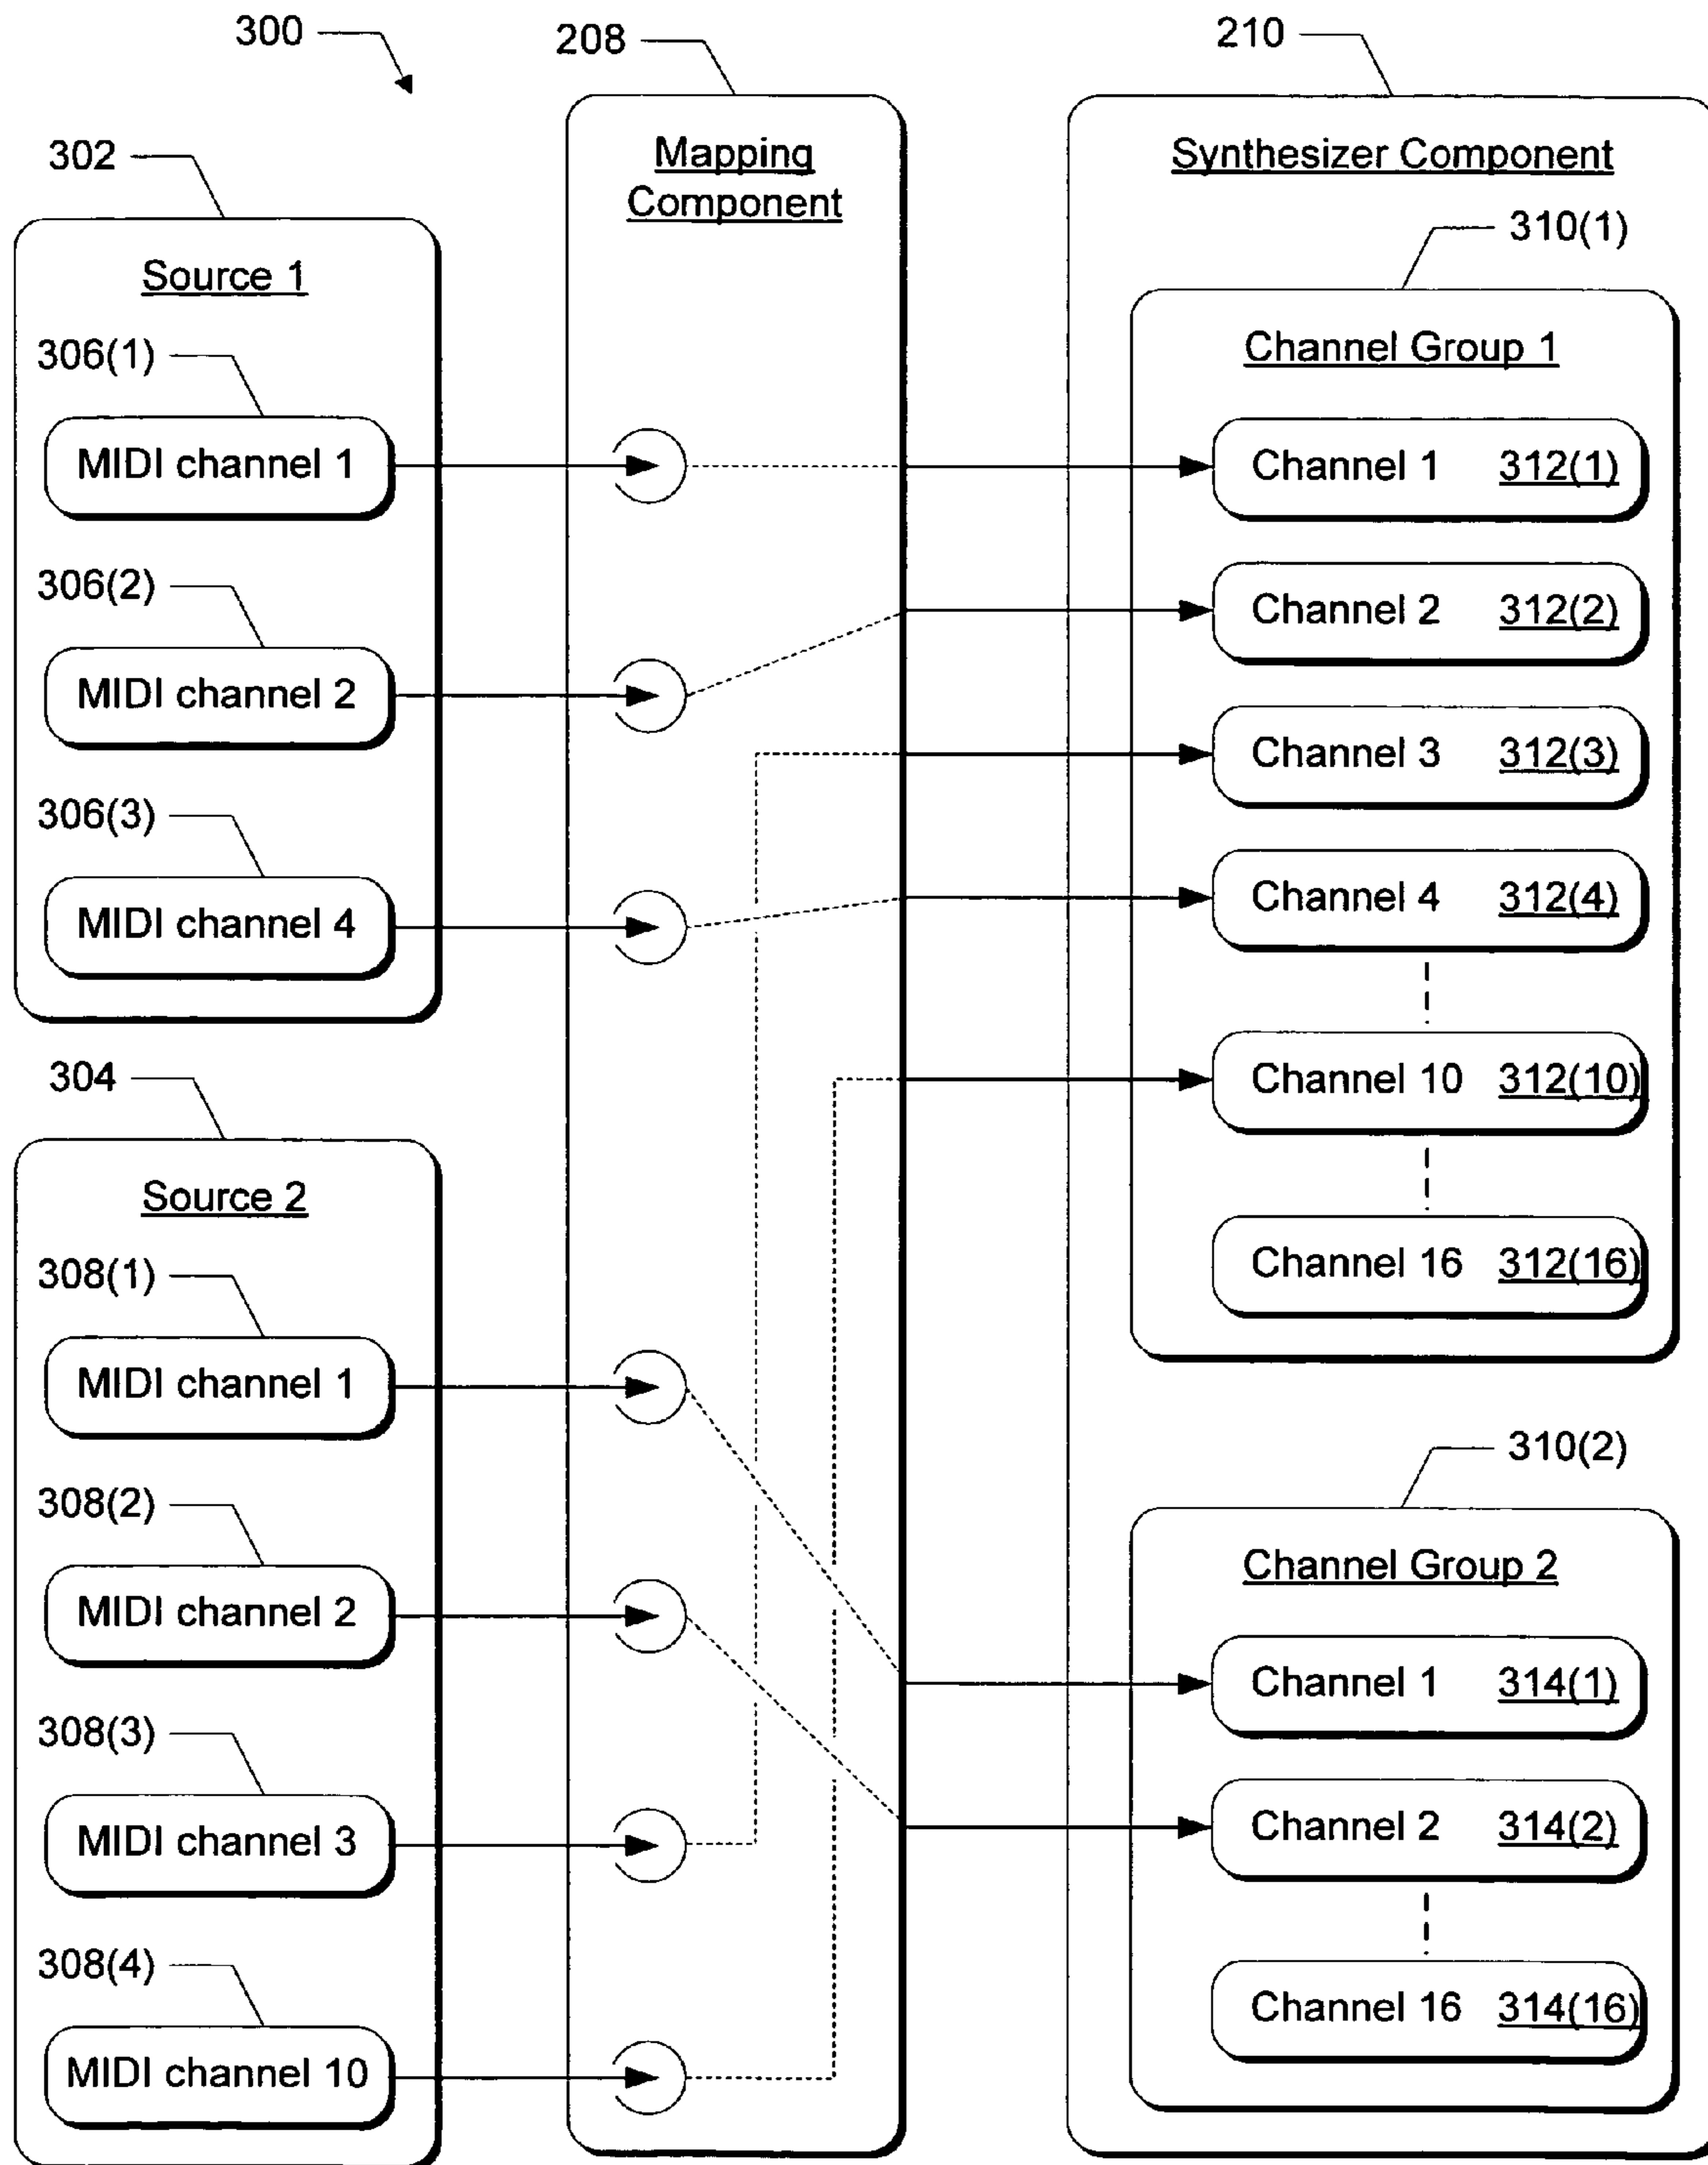 300
208
210
302
Mapping
Component
Synthesizer Component
310(1)
Source 1
Channel Group 1
306(1)
MIDI channel 1
Channel 1 312(1)
306(2)
Channel 2 312(2)
MIDI channel 2
Channel 3 312(3)
306(3)
MIDI channel 4
Channel 4 312(4)
304
Channel 10 312(10)
Source 2
308(1)
Channel 16 312(16)
MIDI channel 1
310(2)
308(2)
Channel Group 2
MIDI channel 2
Channel 1 314(1)
308(3)
MIDI channel 3
Channel 2 314(2)
308(4)
Channel 16 314(16)
MIDI channel 10